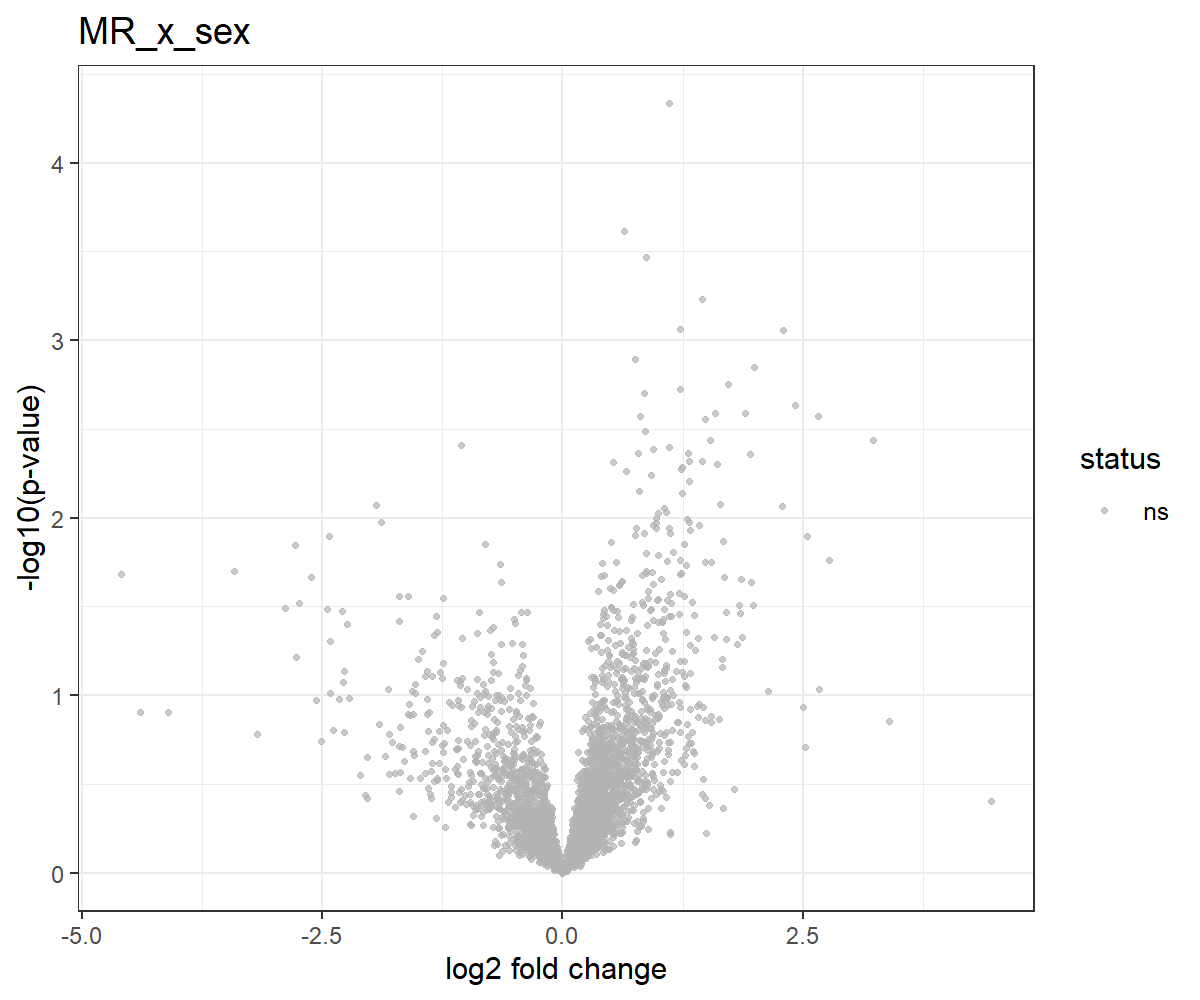 MR_x_sex
4
3
2
1
0
-log10(p-value)
-5.0
-2.5
0.0
2.5
log2 fold change
status
ns